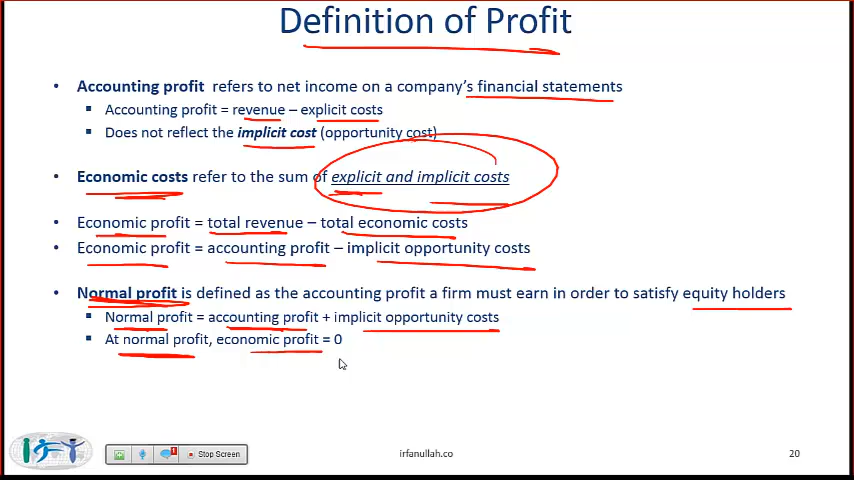 Definition of Profit
• Accounting profit refers to net income on a company's financial statements
▪ Accounting profit = revenue – explicit costs
▪ Does not reflect the implicit cost (opportunity cost)
• Economic costs refer to the sum of explicit and implicit costs
• Economic profit = total revenue – total economic costs
• Economic profit = accounting profit – implicit opportunity costs
• Normal profit is defined as the accounting profit a firm must earn in order to satisfy equity holders
▪ Normal profit = accounting profit + implicit opportunity costs
▪ At normal profit, economic profit = 0
IFT
Stop Screen
irfanullah.co
20